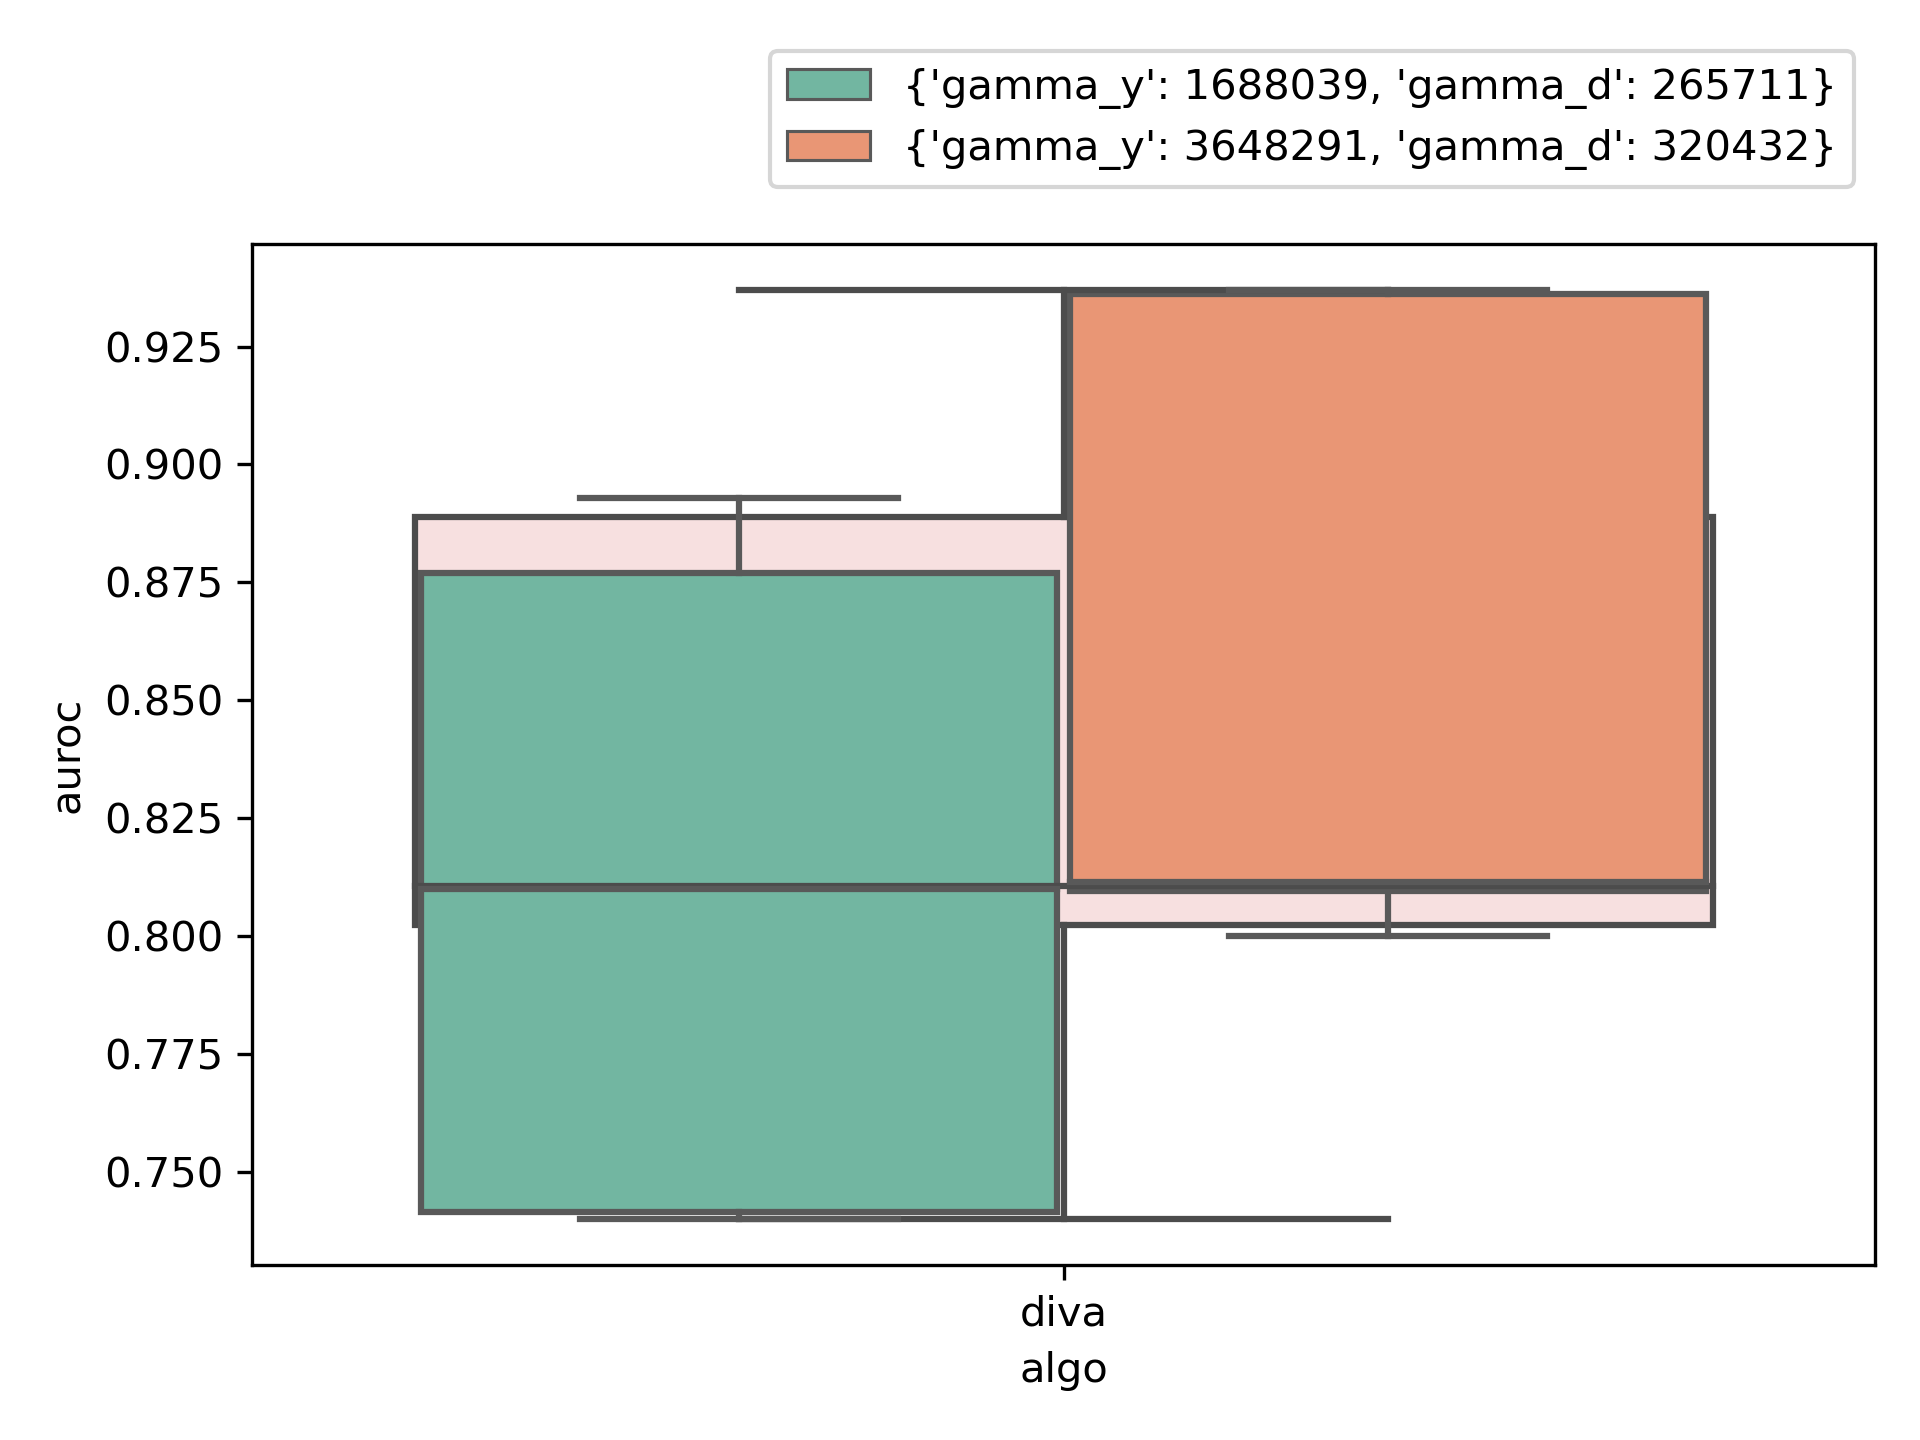 {'gamma_y': 1688039, 'gamma_d': 265711}
{'gamma_y': 3648291, 'gamma_d': 320432}
0.925
0.900
0.875
0.850
0.825
0.800
0.775
0.750
auroc
diva
algo